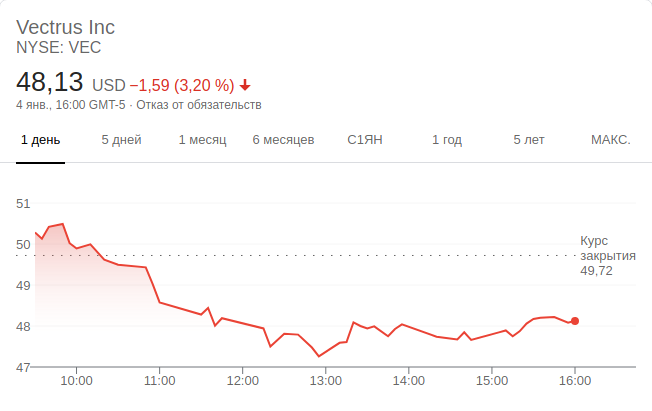 Vectrus Inc
NYSE: VEC
48,13 USD −1,59 (3,20 %)
4 янв., 16:00 GMT-5 · Отказ от обязательств
1 день 5 дней 1 месяц 6 месяцев С1ЯН 1 год 5 лет МАКС.
51
50
49
48
47
Курс
закрытия
49,72
10:00 11:00 12:00 13:00 14:00 15:00 16:00